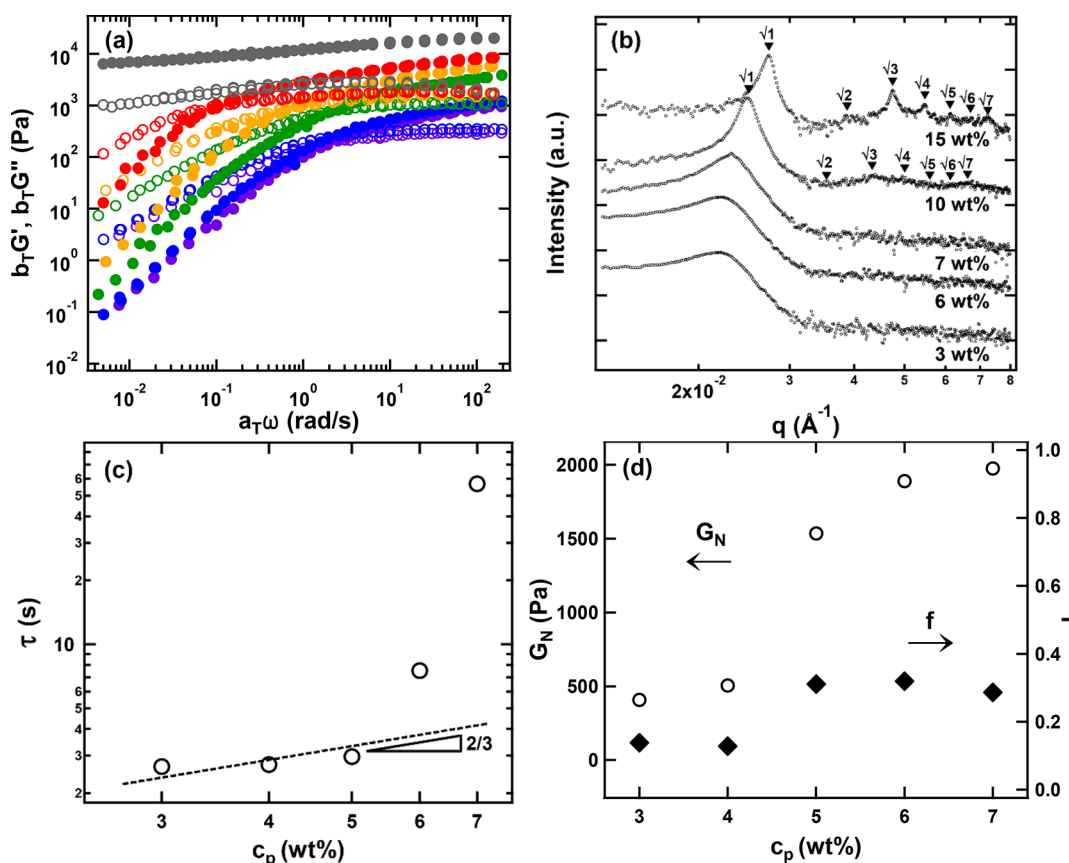 (a)
b_TG', b_TG'' (Pa)
10^4
10^3
10^2
10^1
10^0
10^-1
10^-2
10^-2 10^-1 10^0 10^1 10^2
a_Tω (rad/s)
(b)
Intensity (a.u.)
√1
√1
√2
√3
√4
√5
√6
√7
15 wt%
√2
√3
√4
√5
√6
√7
10 wt%
7 wt%
6 wt%
3 wt%
2x10^-2 3 4 5 6 7 8
q (Å^-1)
(c)
τ (s)
6
5
4
3
2
10
6
5
4
3
2
2/3
3 4 5 6 7
c_p (wt%)
(d)
G_N (Pa)
2000
1500
1000
500
0
G_N
f
1.0
0.8
0.6
0.4
0.2
0.0
3 4 5 6 7
c_p (wt%)